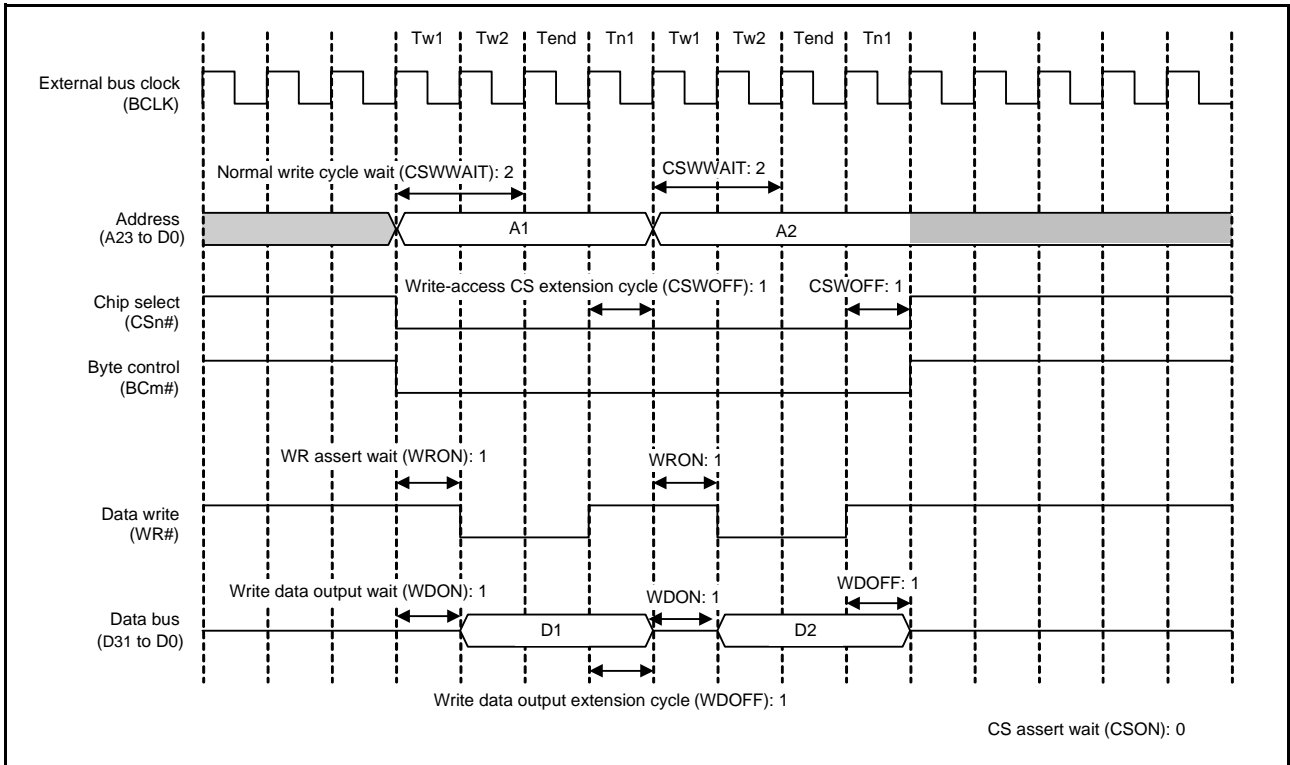 Tw1 Tw2 Tend Tn1 Tw1 Tw2 Tend Tn1
External bus clock
(BCLK)
Normal write cycle wait (CSWWAIT): 2
CSWWAIT: 2
Address
(A23 to D0)
A1
A2
Write-access CS extension cycle (CSWOFF): 1
CSWOFF: 1
Chip select
(CSn#)
Byte control
(BCm#)
WR assert wait (WRON): 1
WRON: 1
Data write
(WR#)
Write data output wait (WDON): 1
WDON: 1
WDOFF: 1
Data bus
(D31 to D0)
D1
D2
Write data output extension cycle (WDOFF): 1
CS assert wait (CSON): 0